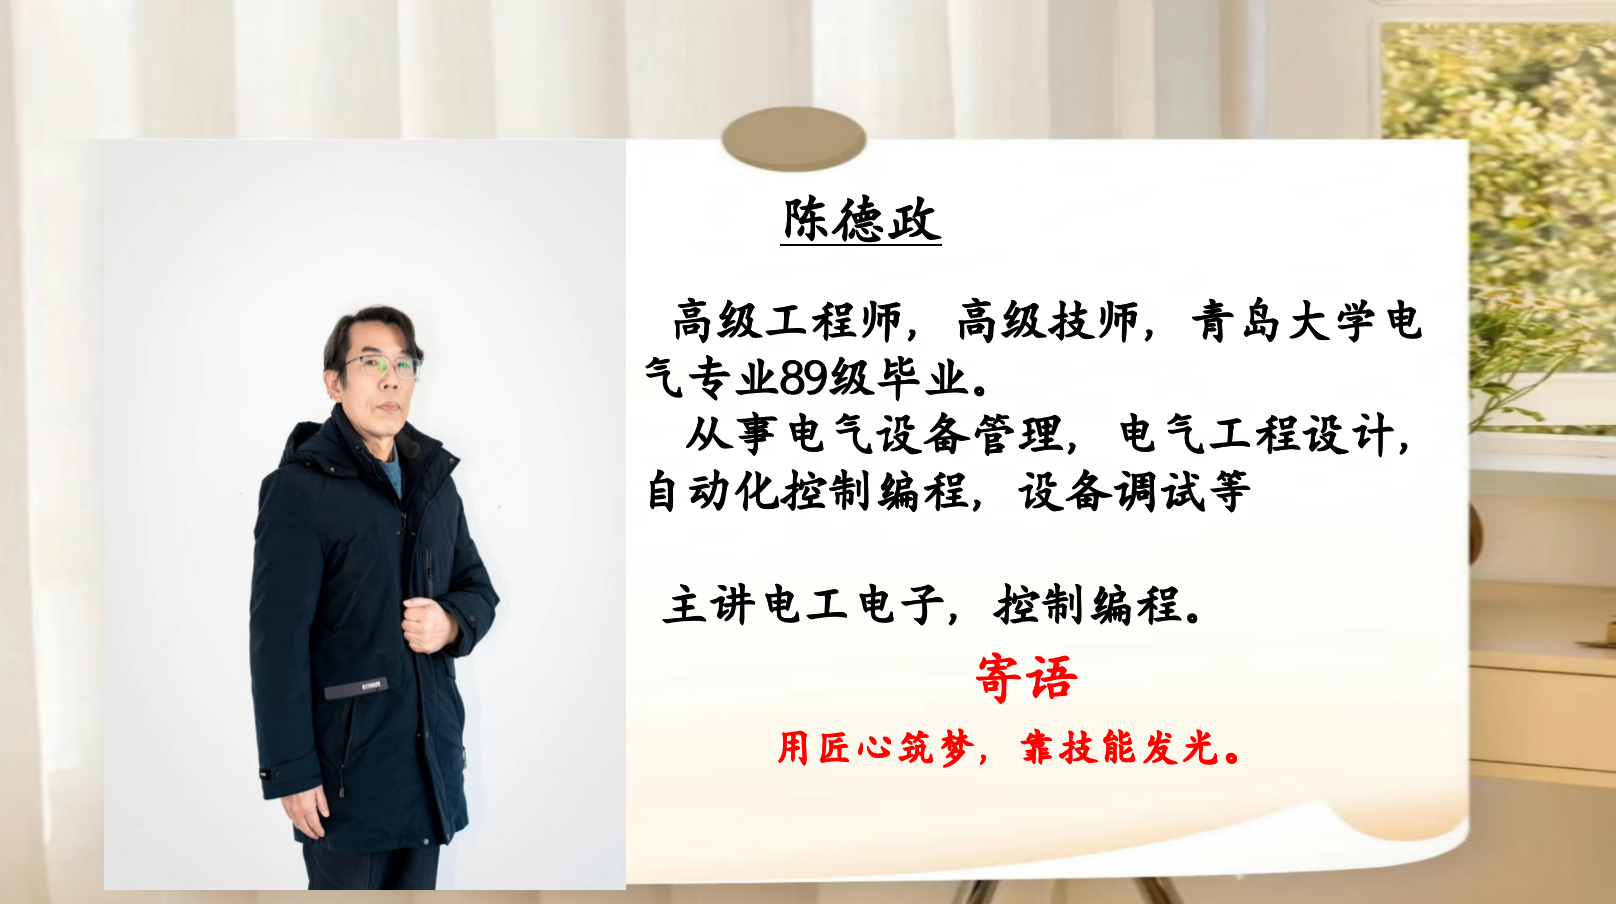 陈德政
高级工程师，高级技师，青岛大学电
气专业89级毕业。
从事电气设备管理，电气工程设计，
自动化控制编程，设备调试等
主讲电工电子，控制编程。
寄语
用匠心筑梦，靠技能发光。